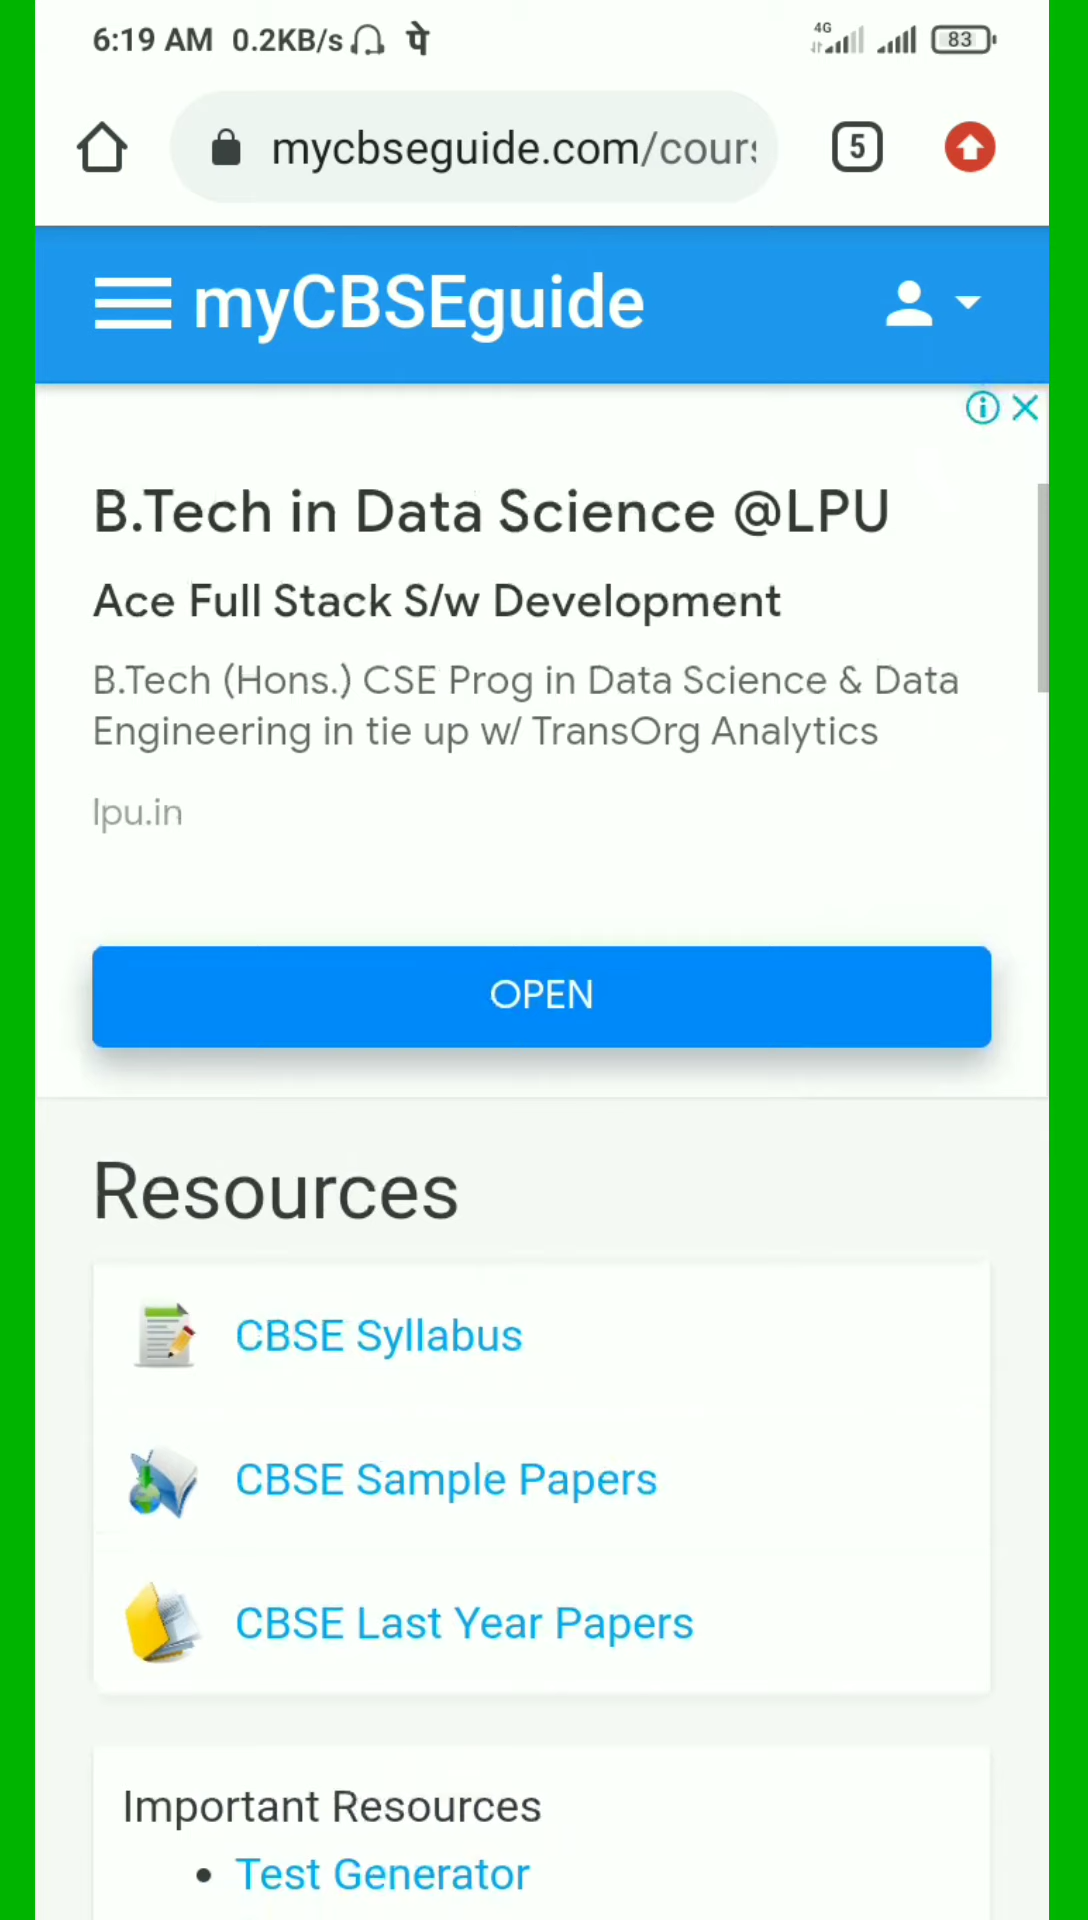 6:19 AM 0.2KB/s पे 4G 83
mycbseguide.com/cour 5
myCBSEguide
B.Tech in Data Science @LPU
Ace Full Stack S/w Development
B.Tech (Hons.) CSE Prog in Data Science & Data
Engineering in tie up w/ TransOrg Analytics
lpu.in
OPEN
Resources
CBSE Syllabus
CBSE Sample Papers
CBSE Last Year Papers
Important Resources
• Test Generator